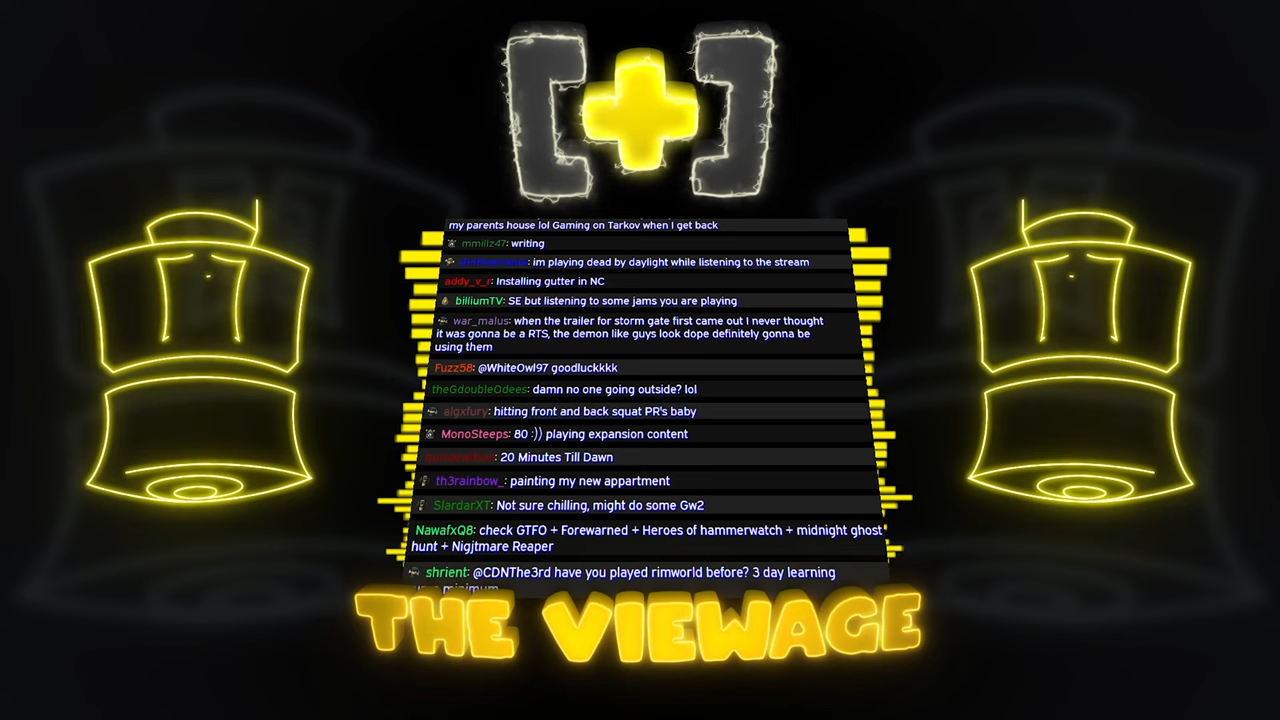 my parents house lol Gaming on Tarkov when I get back
mmillz47: writing
: im playing dead by daylight while listening to the stream
addy_v_r: Installing gutter in NC
billiumTV: SE but listening to some jams you are playing
war_malus: when the trailer for storm gate first came out I never thought
it was gonna be a RTS, the demon like guys look dope definitely gonna be
using them
Fuzz58: @WhiteOwl97 goodluckkkk
theGdoubleOdees: damn no one going outside? lol
algxfury: hitting front and back squat PR's baby
MonoSteeps: 80 :)) playing expansion content
: 20 Minutes Till Dawn
th3rainbow_: painting my new appartment
SlardarXT: Not sure chilling, might do some Gw2
NawafxQ8: check GTFO + Forewarned + Heroes of hammerwatch + midnight ghost
hunt + Nigjtmare Reaper
shrient: @CDNThe3rd have you played rimworld before? 3 day learning
minimum
THE VIEWAGE